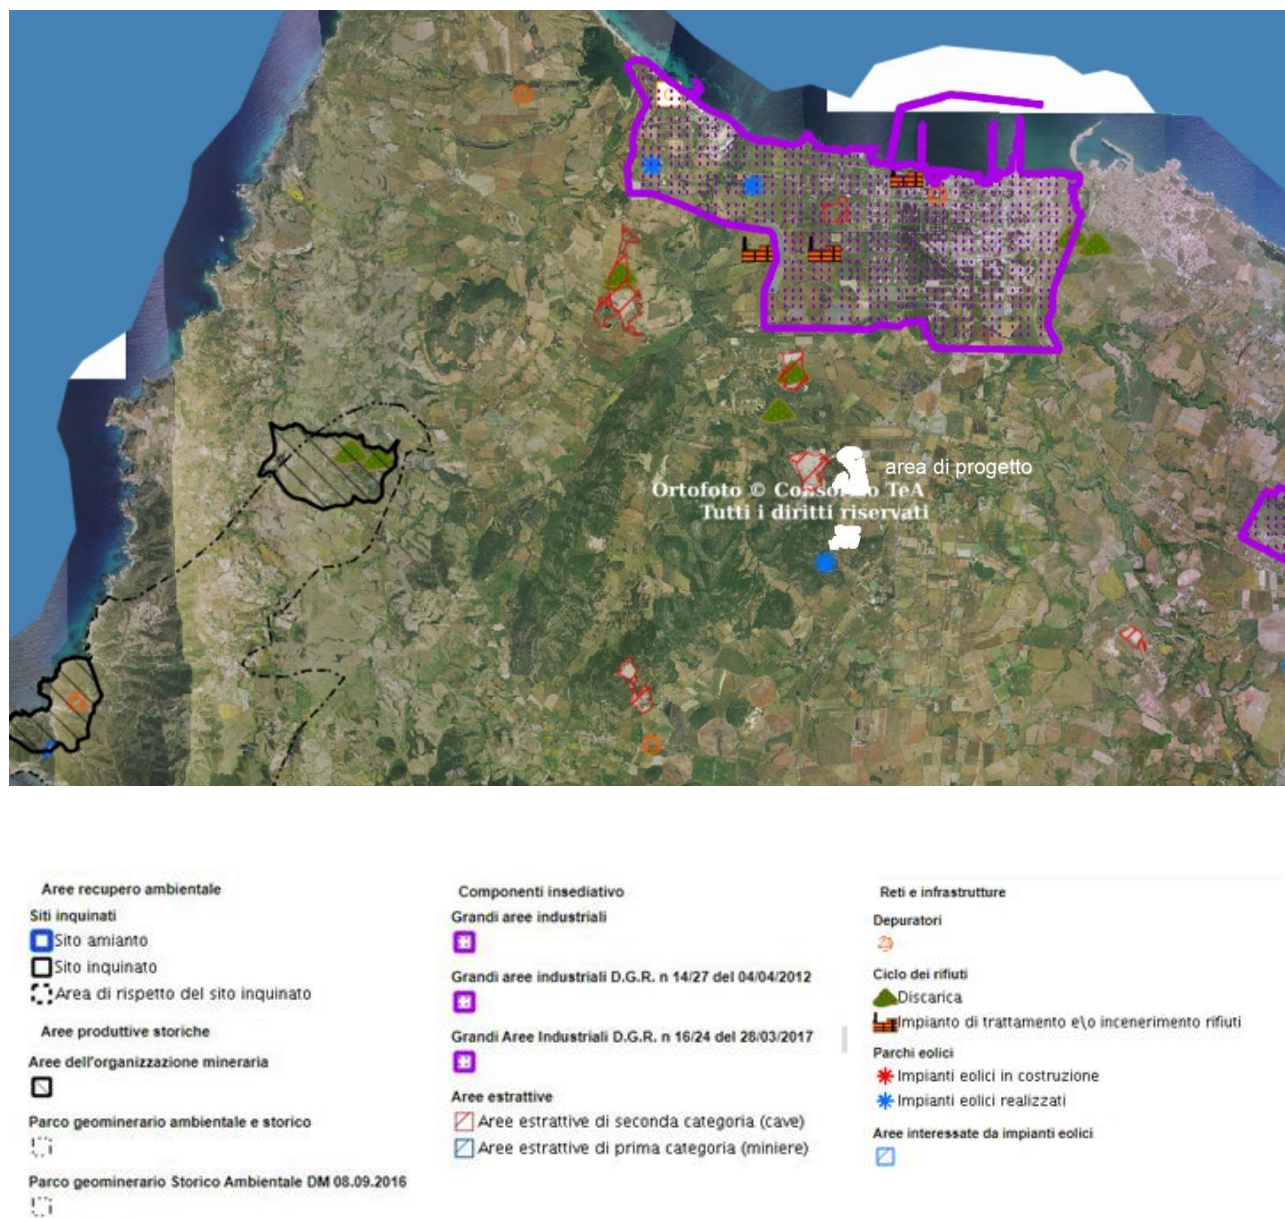 area di progetto
Ortofoto © Consorzio TeA
Tutti i diritti riservati
Aree recupero ambientale
Siti inquinati
Sito amianto
Sito inquinato
Area di rispetto del sito inquinato
Aree produttive storiche
Aree dell'organizzazione mineraria
Parco geominerario ambientale e storico
Parco geominerario Storico Ambientale DM 08.09.2016
Componenti insediativo
Grandi aree industriali
Grandi aree industriali D.G.R. n 14/27 del 04/04/2012
Grandi Aree Industriali D.G.R. n 16/24 del 28/03/2017
Aree estrattive
Aree estrattive di seconda categoria (cave)
Aree estrattive di prima categoria (miniere)
Reti e infrastrutture
Depuratori
Ciclo dei rifiuti
Discarica
Impianto di trattamento e\o incenerimento rifiuti
Parchi eolici
Impianti eolici in costruzione
Impianti eolici realizzati
Aree interessate da impianti eolici